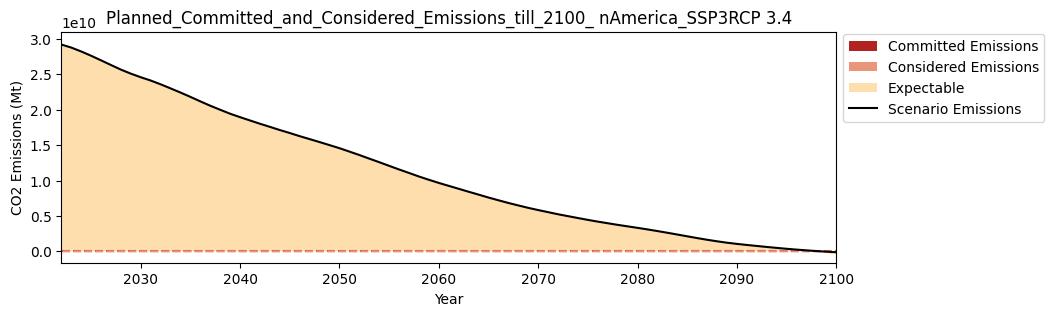 Planned_Committed_and_Considered_Emissions_till_2100_ nAmerica_SSP3RCP 3.4
1e10
3.0
2.5
2.0
1.5
1.0
0.5
0.0
CO2 Emissions (Mt)
2030 2040 2050 2060 2070 2080 2090 2100
Year
Committed Emissions
Considered Emissions
Expectable
Scenario Emissions